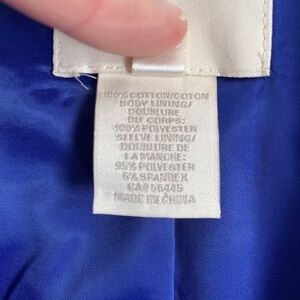 100% COTTON/COTON
BODY LINING/
DOUBLURE
DU CORPS:
100% POLYESTER
SLEEVE LINING/
DOUBLURE DE
LA MANCHE:
95% POLYESTER
5% SPANDEX
CA# 56445
MADE IN CHINA